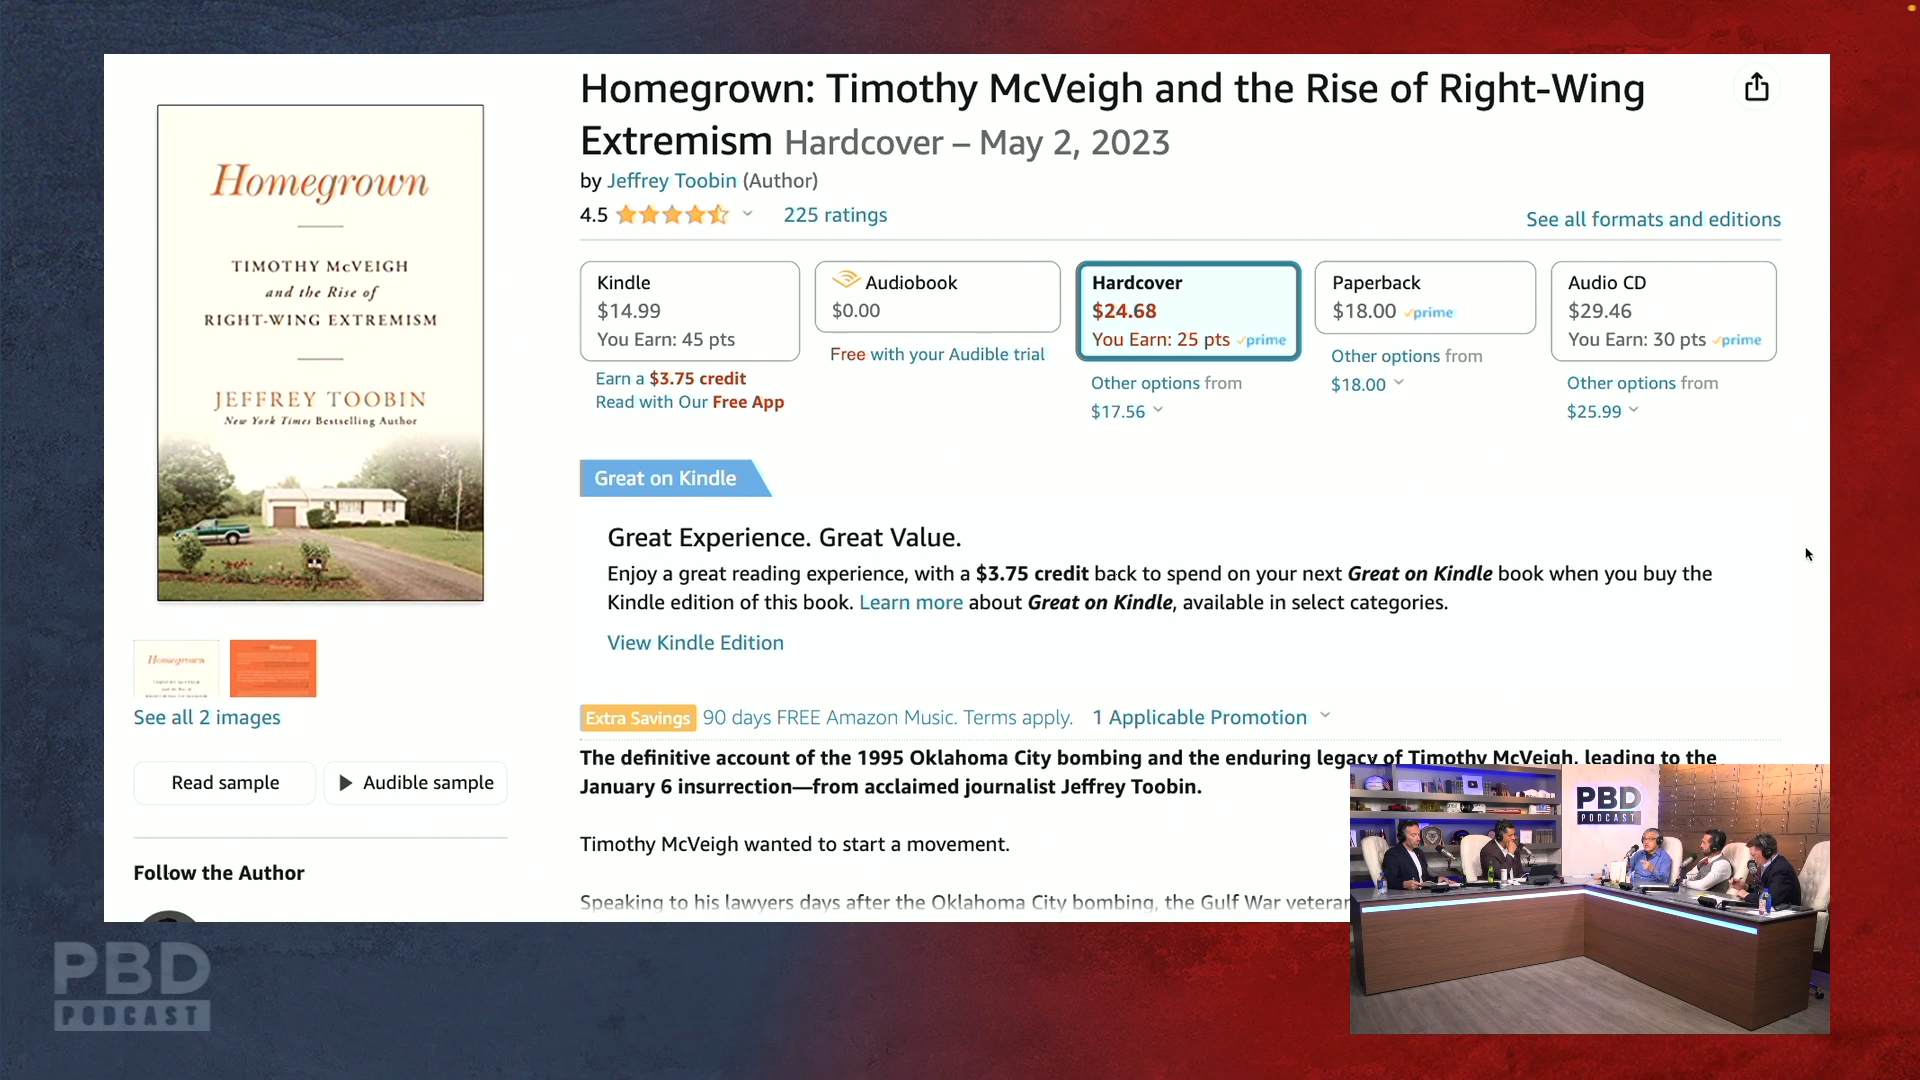 Homegrown: Timothy McVeigh and the Rise of Right-Wing
Extremism Hardcover – May 2, 2023
by Jeffrey Toobin (Author)
4.5 225 ratings
See all formats and editions
Homegrown
TIMOTHY McVEIGH
and the Rise of
RIGHT-WING EXTREMISM
JEFFREY TOOBIN
New York Times Bestselling Author
Kindle
$14.99
You Earn: 45 pts
Earn a $3.75 credit
Read with Our Free App
Audiobook
$0.00
Free with your Audible trial
Hardcover
$24.68
You Earn: 25 pts prime
Other options from
$17.56
Paperback
$18.00 prime
Other options from
$18.00
Audio CD
$29.46
You Earn: 30 pts prime
Other options from
$25.99
Great on Kindle
Great Experience. Great Value.
Enjoy a great reading experience, with a $3.75 credit back to spend on your next Great on Kindle book when you buy the
Kindle edition of this book. Learn more about Great on Kindle, available in select categories.
View Kindle Edition
Homegrown
See all 2 images
Read sample
Audible sample
Follow the Author
Extra Savings 90 days FREE Amazon Music. Terms apply. 1 Applicable Promotion
The definitive account of the 1995 Oklahoma City bombing and the enduring legacy of Timothy McVeigh, leading to the
January 6 insurrection—from acclaimed journalist Jeffrey Toobin.
Timothy McVeigh wanted to start a movement.
Speaking to his lawyers days after the Oklahoma City bombing, the Gulf War veteran
PBD
PODCAST
PBD
PODCAST